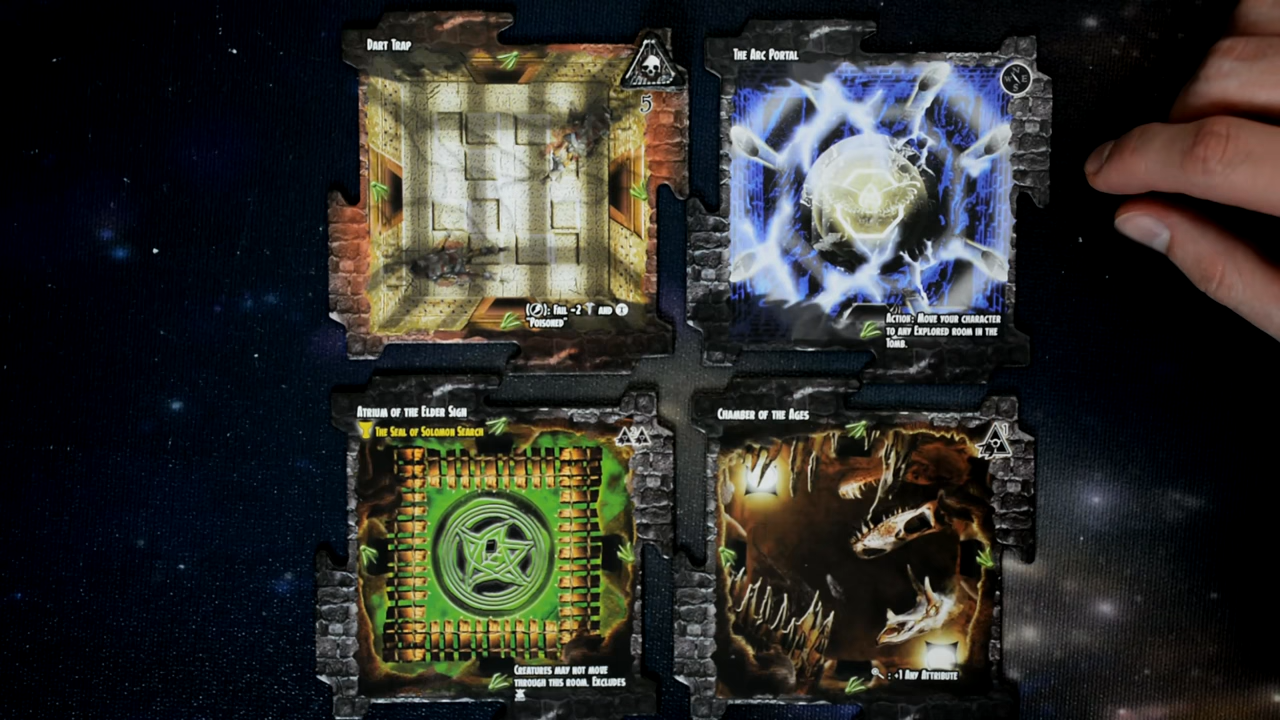 DART TRAP
5
( ): FAIL -2 AND
"POISONED"
THE ARC PORTAL
N
W E
S
ACTION: MOVE YOUR CHARACTER
TO ANY EXPLORED ROOM IN THE
TOMB.
ATRIUM OF THE ELDER SIGN
THE SEAL OF SOLOMON SEARCH
CREATURES MAY NOT MOVE
THROUGH THIS ROOM. EXCLUDES
CHAMBER OF THE AGES
1
: +1 ANY ATTRIBUTE